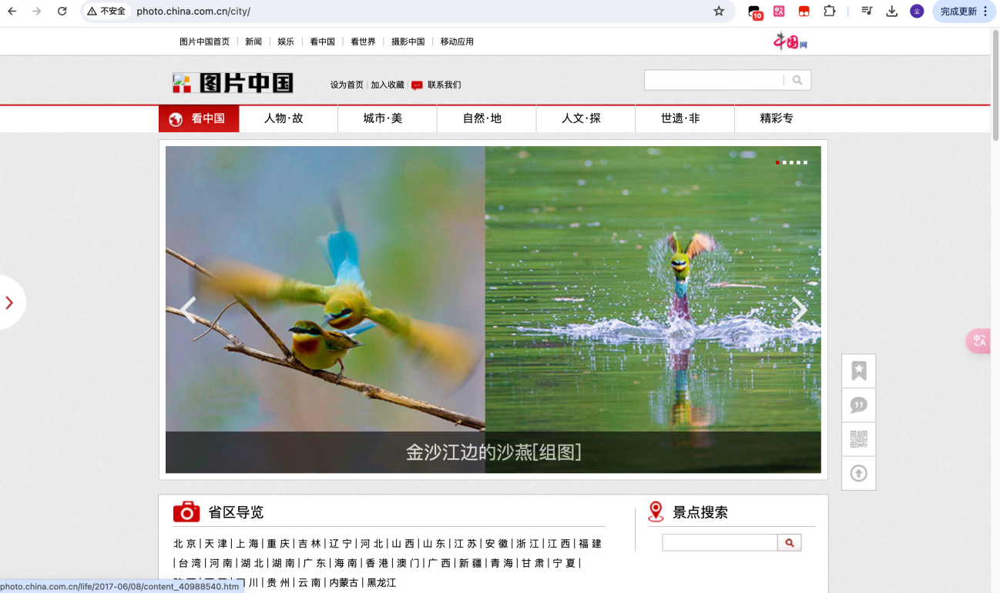 不安全 photo.china.com.cn/city/ 10 中A 尘 完成更新
图片中国首页 | 新闻 | 娱乐 | 看中国 | 看世界 | 摄影中国 | 移动应用 中国网
图片中国 设为首页 | 加入收藏 | 联系我们
看中国 人物·故 城市·美 自然·地 人文·探 世遗·非 精彩专
金沙江边的沙燕[组图]
中A
省区导览 景点搜索
北 京 | 天 津 | 上 海 | 重 庆 | 吉 林 | 辽 宁 | 河 北 | 山 西 | 山 东 | 江 苏 | 安 徽 | 浙 江 | 江 西 | 福 建
| 台 湾 | 河 南 | 湖 北 | 湖 南 | 广 东 | 海 南 | 香 港 | 澳 门 | 广 西 | 新 疆 | 青 海 | 甘 肃 | 宁 夏 |
川 | 贵 州 | 云 南 | 内蒙古 | 黑龙江
photo.china.com.cn/life/2017-06/08/content_40988540.htm